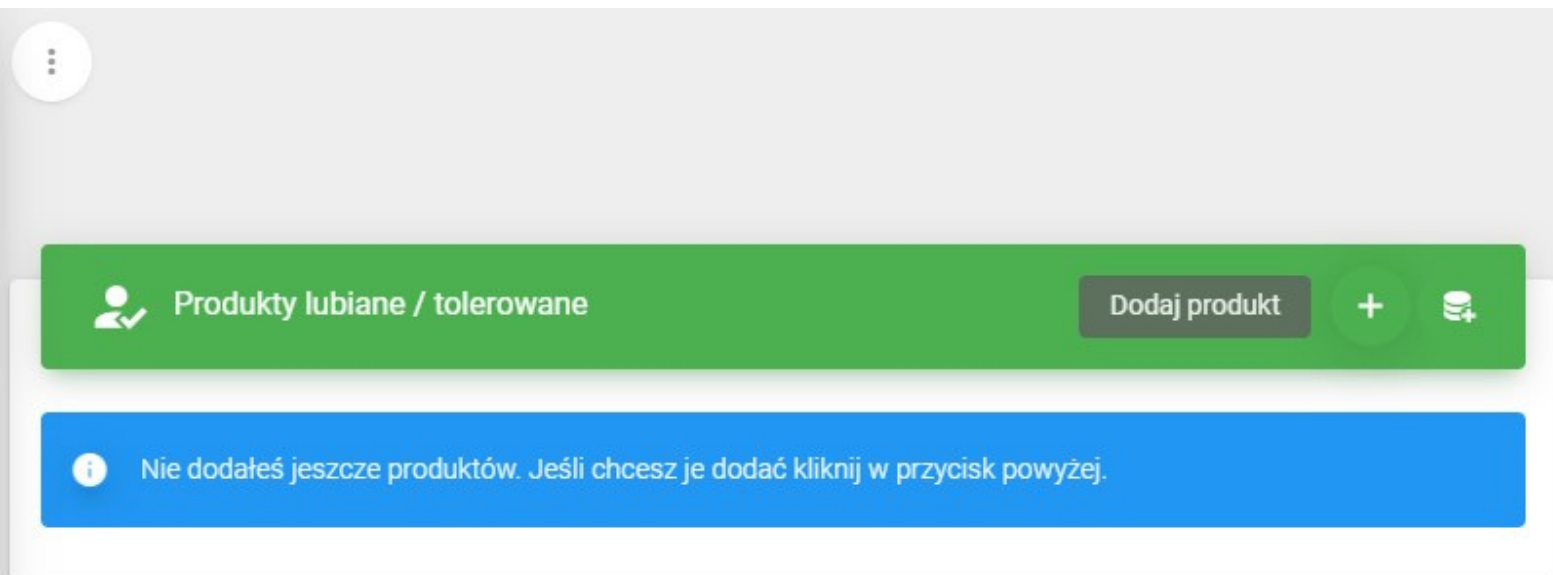 Produkty lubiane / tolerowane
Dodaj produkt
Nie dodałeś jeszcze produktów. Jeśli chcesz je dodać kliknij w przycisk powyżej.